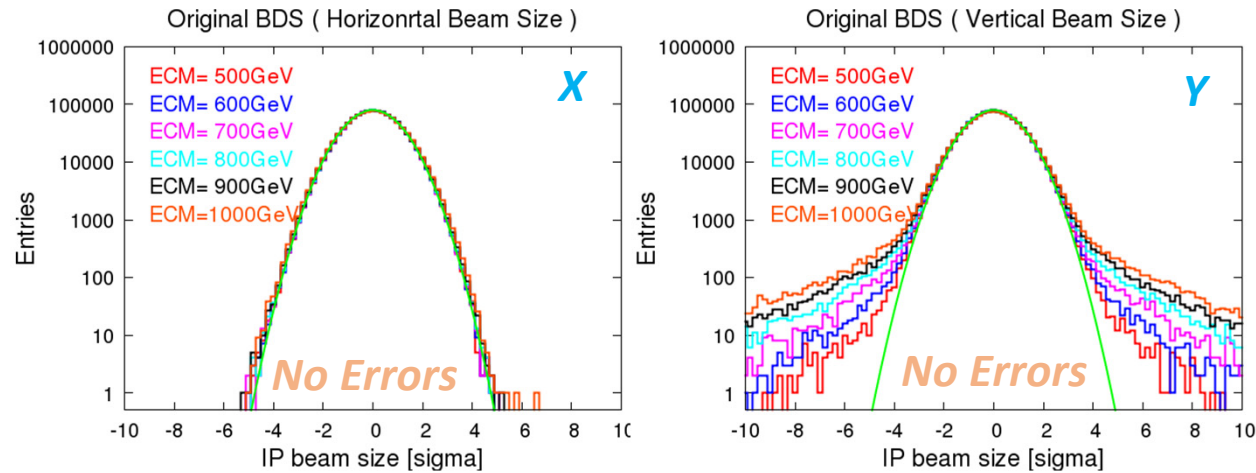 Original BDS ( Horizonrtal Beam Size )
1000000
100000
10000
1000
100
10
1
Entries
ECM= 500GeV
ECM= 600GeV
ECM= 700GeV
ECM= 800GeV
ECM= 900GeV
ECM=1000GeV
X
No Errors
-10 -8 -6 -4 -2 0 2 4 6 8 1
IP beam size [sigma]
Original BDS ( Vertical Beam Size )
1000000
100000
10000
1000
100
10
1
Entries
ECM= 500GeV
ECM= 600GeV
ECM= 700GeV
ECM= 800GeV
ECM= 900GeV
ECM=1000GeV
Y
No Errors
-10 -8 -6 -4 -2 0 2 4 6 8 10
IP beam size [sigma]